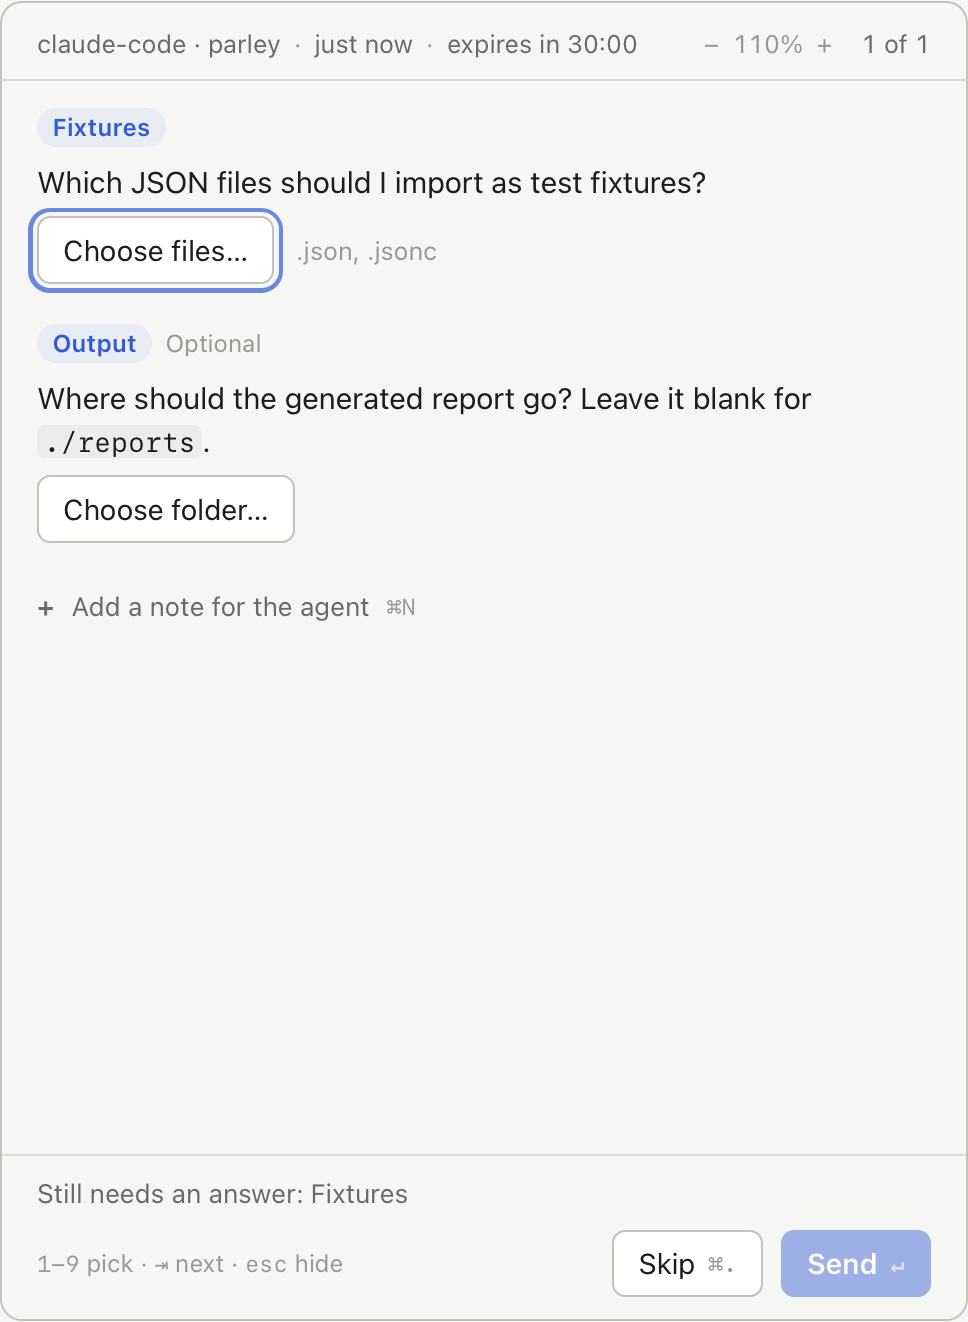 claude-code · parley · just now · expires in 30:00 − 110% + 1 of 1
Fixtures
Which JSON files should I import as test fixtures?
Choose files… .json, .jsonc
Output Optional
Where should the generated report go? Leave it blank for
./reports.
Choose folder…
+ Add a note for the agent ⌘N
Still needs an answer: Fixtures
1–9 pick · ⇥ next · esc hide Skip ⌘. Send ↵